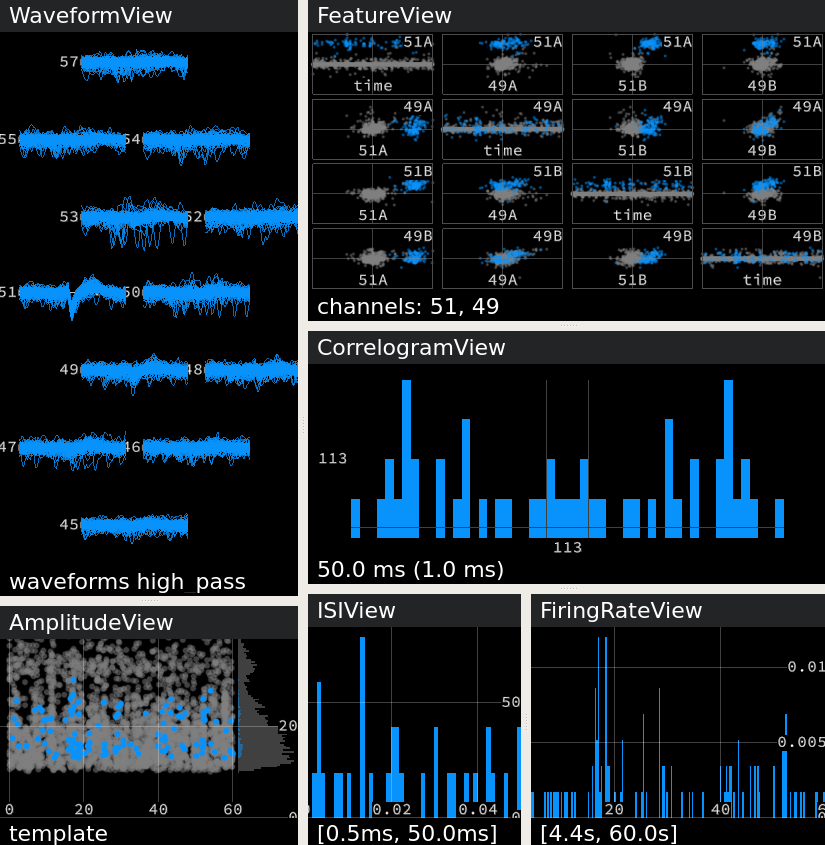 WaveformView
57
55 54
53 52
51 50
49 48
47 46
45
waveforms high_pass
FeatureView
51A 51A 51A 51A
time 49A 51B 49B
49A 49A 49A 49A
51A time 51B 49B
51B 51B 51B 51B
51A 49A time 49B
49B 49B 49B 49B
51A 49A 51B time
channels: 51, 49
CorrelogramView
113
113
50.0 ms (1.0 ms)
AmplitudeView
20
0 20 40 60 0
template
ISIView
50
0.02 0.04 0
[0.5ms, 50.0ms]
FiringRateView
0.01
0.005
20 40 6
[4.4s, 60.0s]